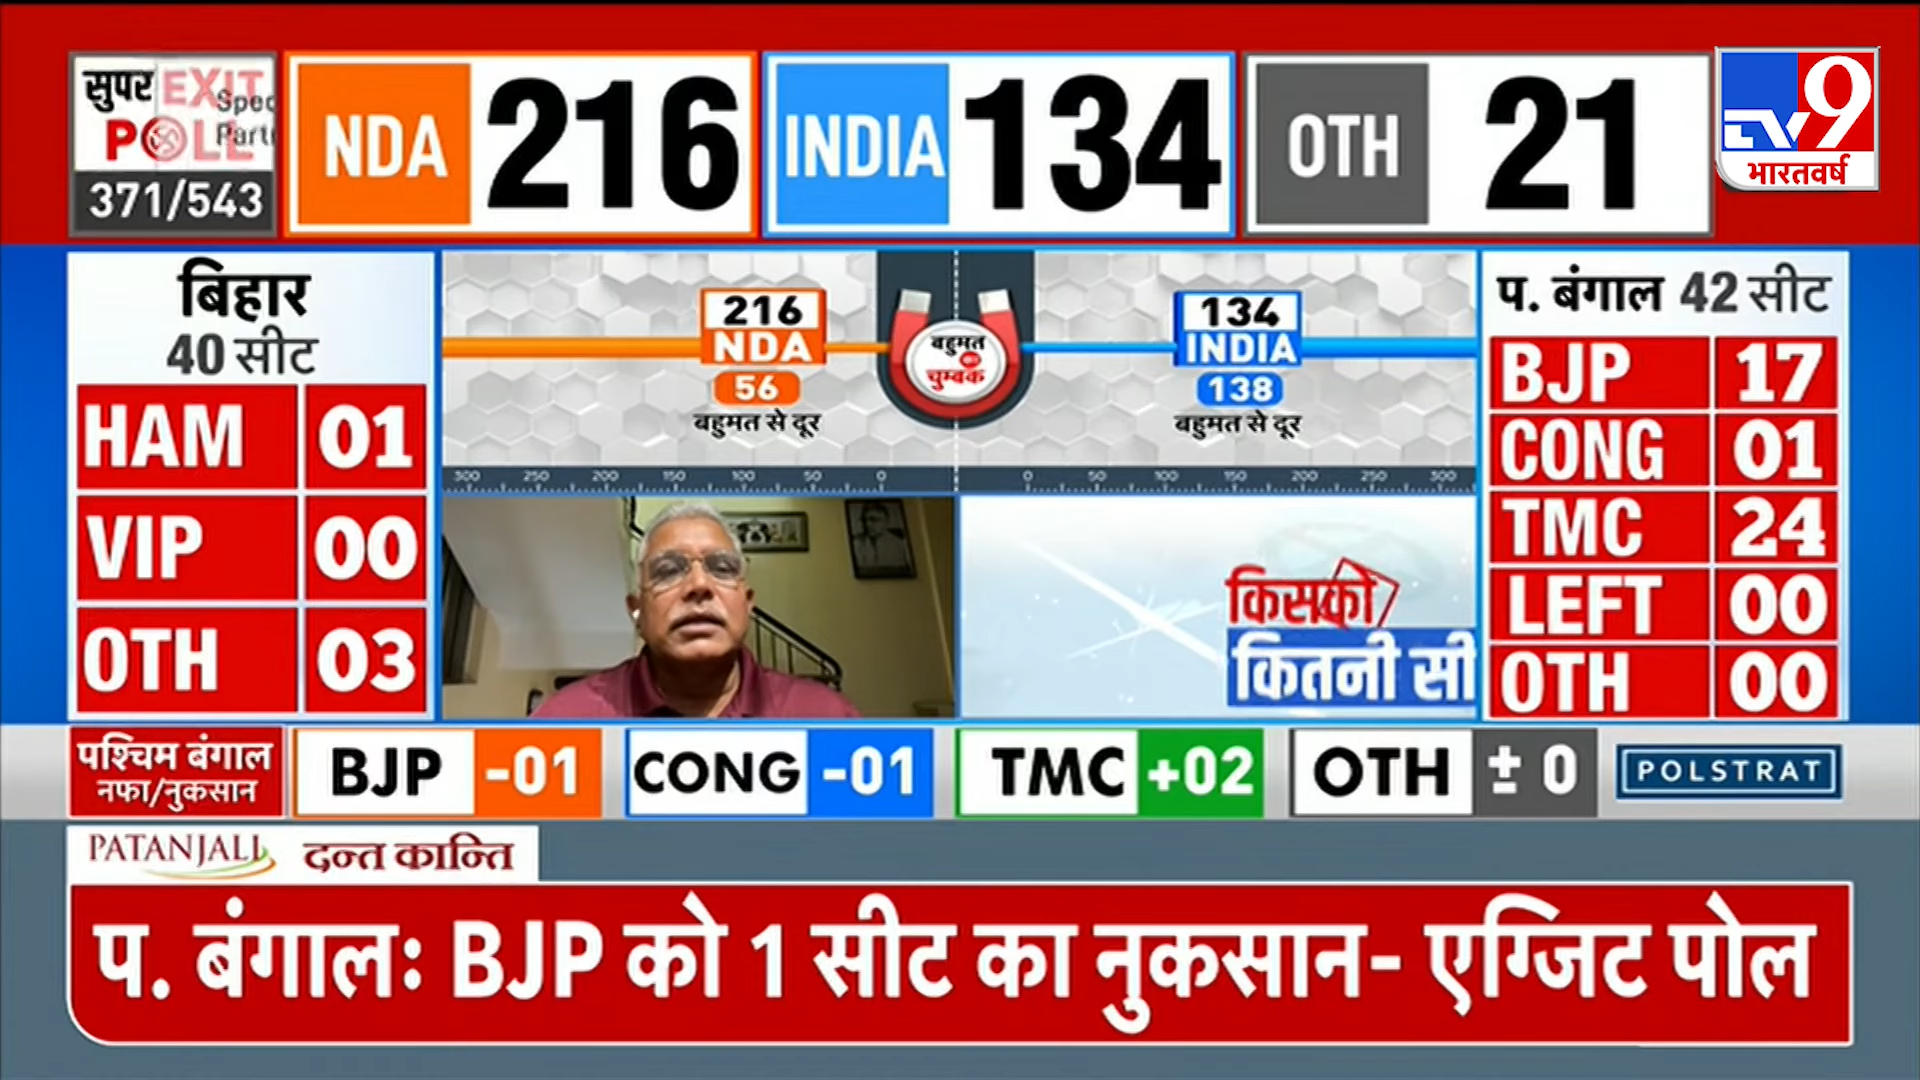 सुपर EXIT
POLL
371/543
NDA 216
INDIA 134
OTH 21
TV9
भारतवर्ष
बिहार
40 सीट
HAM 01
VIP 00
OTH 03
216
NDA
56
बहुमत से दूर
बहुमत
का
चुम्बक
134
INDIA
138
बहुमत से दूर
300 250 200 150 100 50 0
0 50 100 150 200 250 300
किसको
कितनी सी
प. बंगाल 42 सीट
BJP 17
CONG 01
TMC 24
LEFT 00
OTH 00
पश्चिम बंगाल
नफा/नुकसान
BJP -01
CONG -01
TMC +02
OTH ± 0
POLSTRAT
PATANJALI दन्त कान्ति
प. बंगालः BJP को 1 सीट का नुकसान- एग्जिट पोल